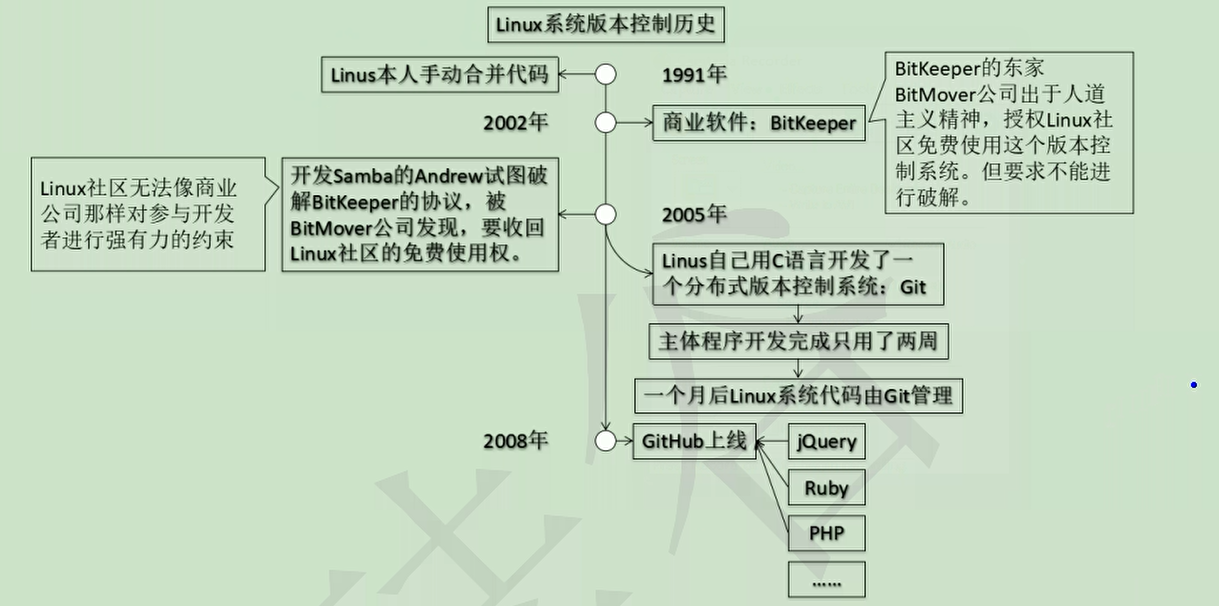 Linux系统版本控制历史
Linus本人手动合并代码
1991年
2002年
商业软件：BitKeeper
BitKeeper的东家
BitMover公司出于人道
主义精神，授权Linux社
区免费使用这个版本控
制系统。但要求不能进
行破解。
Linux社区无法像商业
公司那样对参与开发
者进行强有力的约束
开发Samba的Andrew试图破
解BitKeeper的协议，被
BitMover公司发现，要收回
Linux社区的免费使用权。
2005年
Linus自己用C语言开发了一
个分布式版本控制系统：Git
主体程序开发完成只用了两周
一个月后Linux系统代码由Git管理
2008年
GitHub上线
jQuery
Ruby
PHP
……